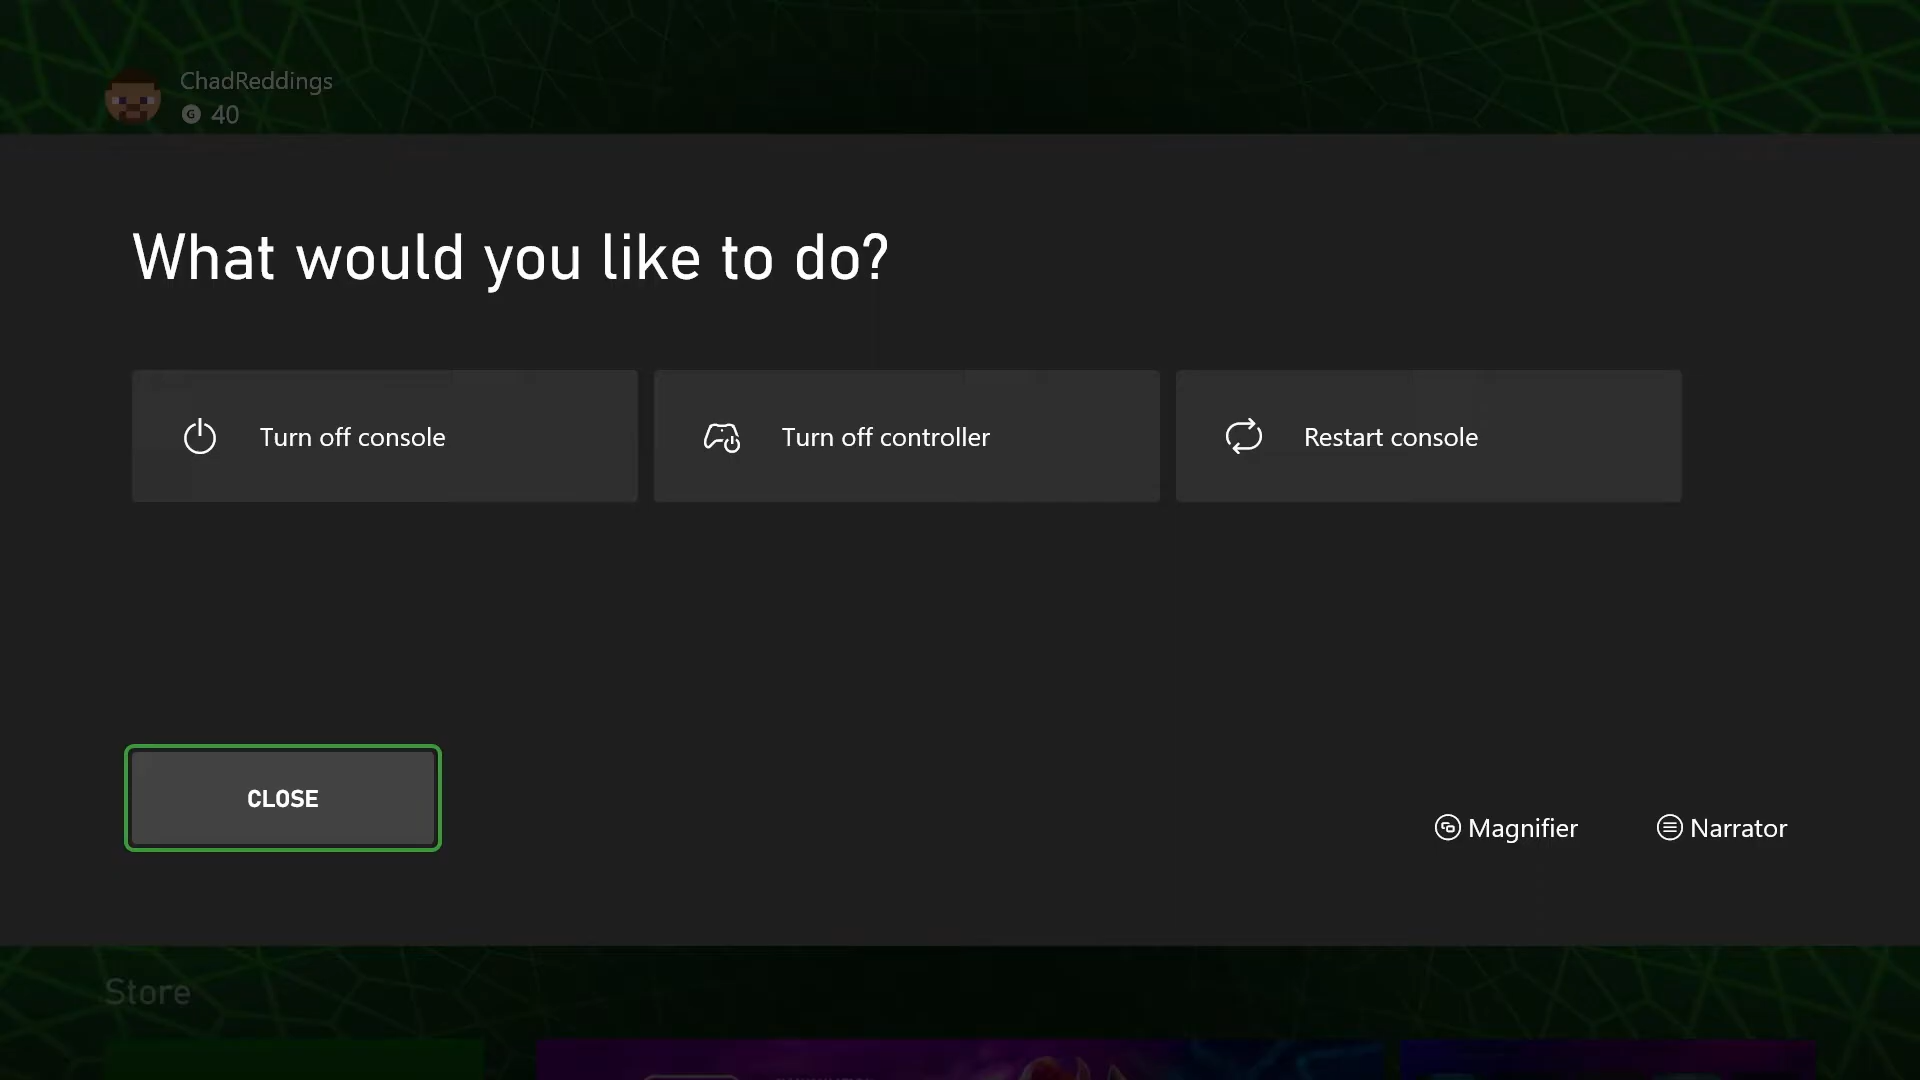 ChadReddings
G 40
What would you like to do?
Turn off console
Turn off controller
Restart console
CLOSE
Magnifier
Narrator
Store